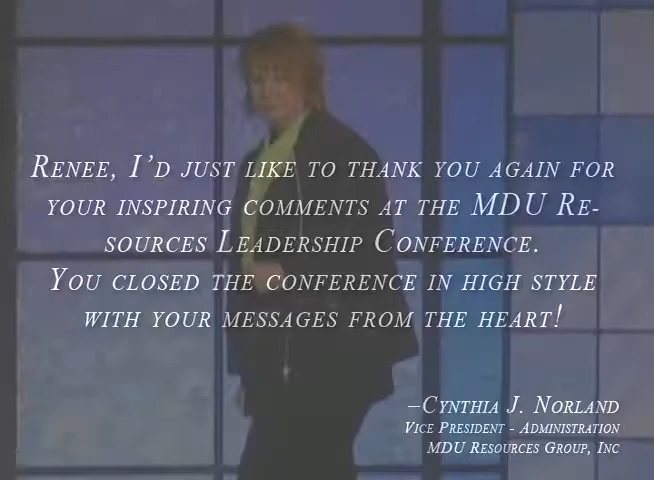 Renee, I'd just like to thank you again for
your inspiring comments at the MDU Re-
sources Leadership Conference.
You closed the conference in high style
with your messages from the heart!
–Cynthia J. Norland
Vice President - Administration
MDU Resources Group, Inc